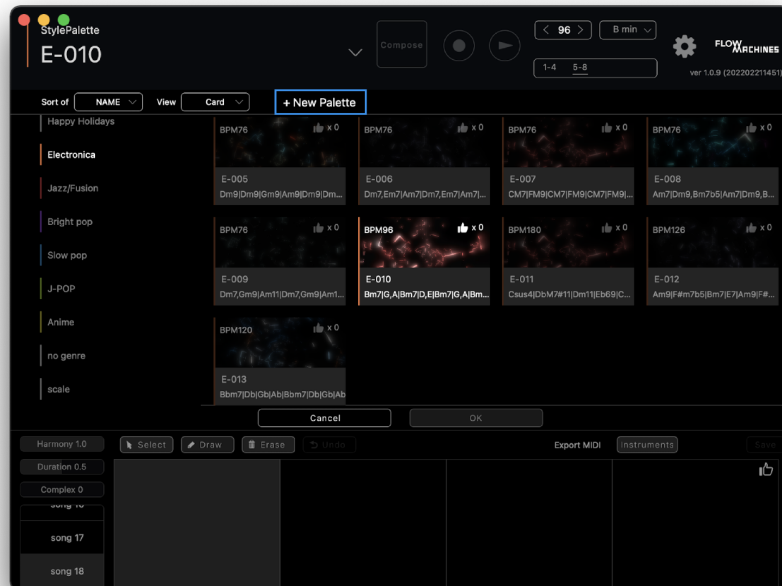 StylePalette
E-010
Compose
96
B min
1-4 5-8
FLOW MACHINES
ver 1.0.9 (202202211451)
Sort of NAME View Card + New Palette
Happy Holidays
Electronica
Jazz/Fusion
Bright pop
Slow pop
J-POP
Anime
no genre
scale
BPM76 x 0
E-005
Dm9|Dm9|Gm9|Am9|Dm9|Dm...
BPM76 x 0
E-006
Dm7,Em7|Am7|Dm7,Em7|Am7|...
BPM76 x 0
E-007
CM7|FM9|CM7|FM9|CM7|FM9|...
BPM76 x 0
E-008
Am7|Dm9,Bm7b5|Am7|Dm9,B...
BPM76 x 0
E-009
Dm7,Gm9|Am11|Dm7,Gm9|Am1...
BPM96 x 0
E-010
Bm7|G,A|Bm7|D,E|Bm7|G,A|Bm...
BPM180 x 0
E-011
Csus4|DbM7#11|Dm11|Eb69|C...
BPM126 x 0
E-012
Am9|F#m7b5|Bm7|E7|Am9|F#...
BPM120 x 0
E-013
Bbm7|Db|Gb|Ab|Bbm7|Db|Gb|Ab
Cancel OK
Harmony 1.0 Select Draw Erase Undo Export MIDI Instruments Save
Duration 0.5
Complex 0
song 16
song 17
song 18